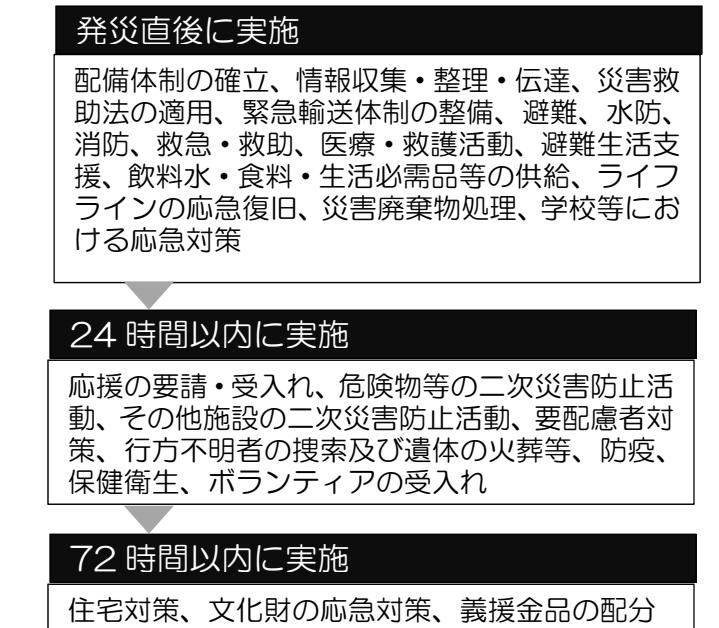 発災直後に実施
配備体制の確立、情報収集・整理・伝達、災害救
助法の適用、緊急輸送体制の整備、避難、水防、
消防、救急・救助、医療・救護活動、避難生活支
援、飲料水・食料・生活必需品等の供給、ライフ
ラインの応急復旧、災害廃棄物処理、学校等にお
ける応急対策
24 時間以内に実施
応援の要請・受入れ、危険物等の二次災害防止活
動、その他施設の二次災害防止活動、要配慮者対
策、行方不明者の捜索及び遺体の火葬等、防疫、
保健衛生、ボランティアの受入れ
72 時間以内に実施
住宅対策、文化財の応急対策、義援金品の配分